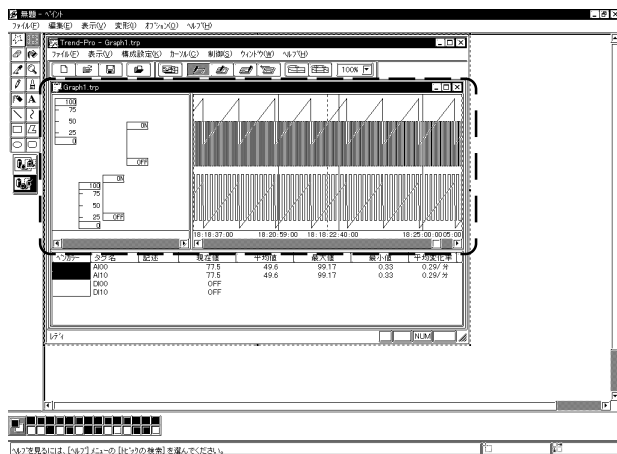 無題 - ペイント
ファイル(F) 編集(E) 表示(V) 変形(I) オプション(O) ヘルプ(H)
Trend-Pro - Graph1.trp
ファイル(F) 表示(V) 構成設定(K) カーソル(C) 制御(S) ウィンドウ(W) ヘルプ(H)
100%
Graph1.trp
100
75
50
25
0
ON
OFF
ON
100
75
50
25
OFF
0
18:18:37:00 18:20:59:00 18:18:22:40:00 18:25:00:00 05:00
ペンカラー タグ名 記述 現在値 平均値 最大値 最小値 平均変化率
AI00 77.5 49.6 99.17 0.33 0.29/ 分
AI10 77.5 49.6 99.17 0.33 0.29/ 分
DI00 OFF
DI10 OFF
レディ NUM
ヘルプを見るには、[ヘルプ] メニューの [トピックの検索] を選んでください。